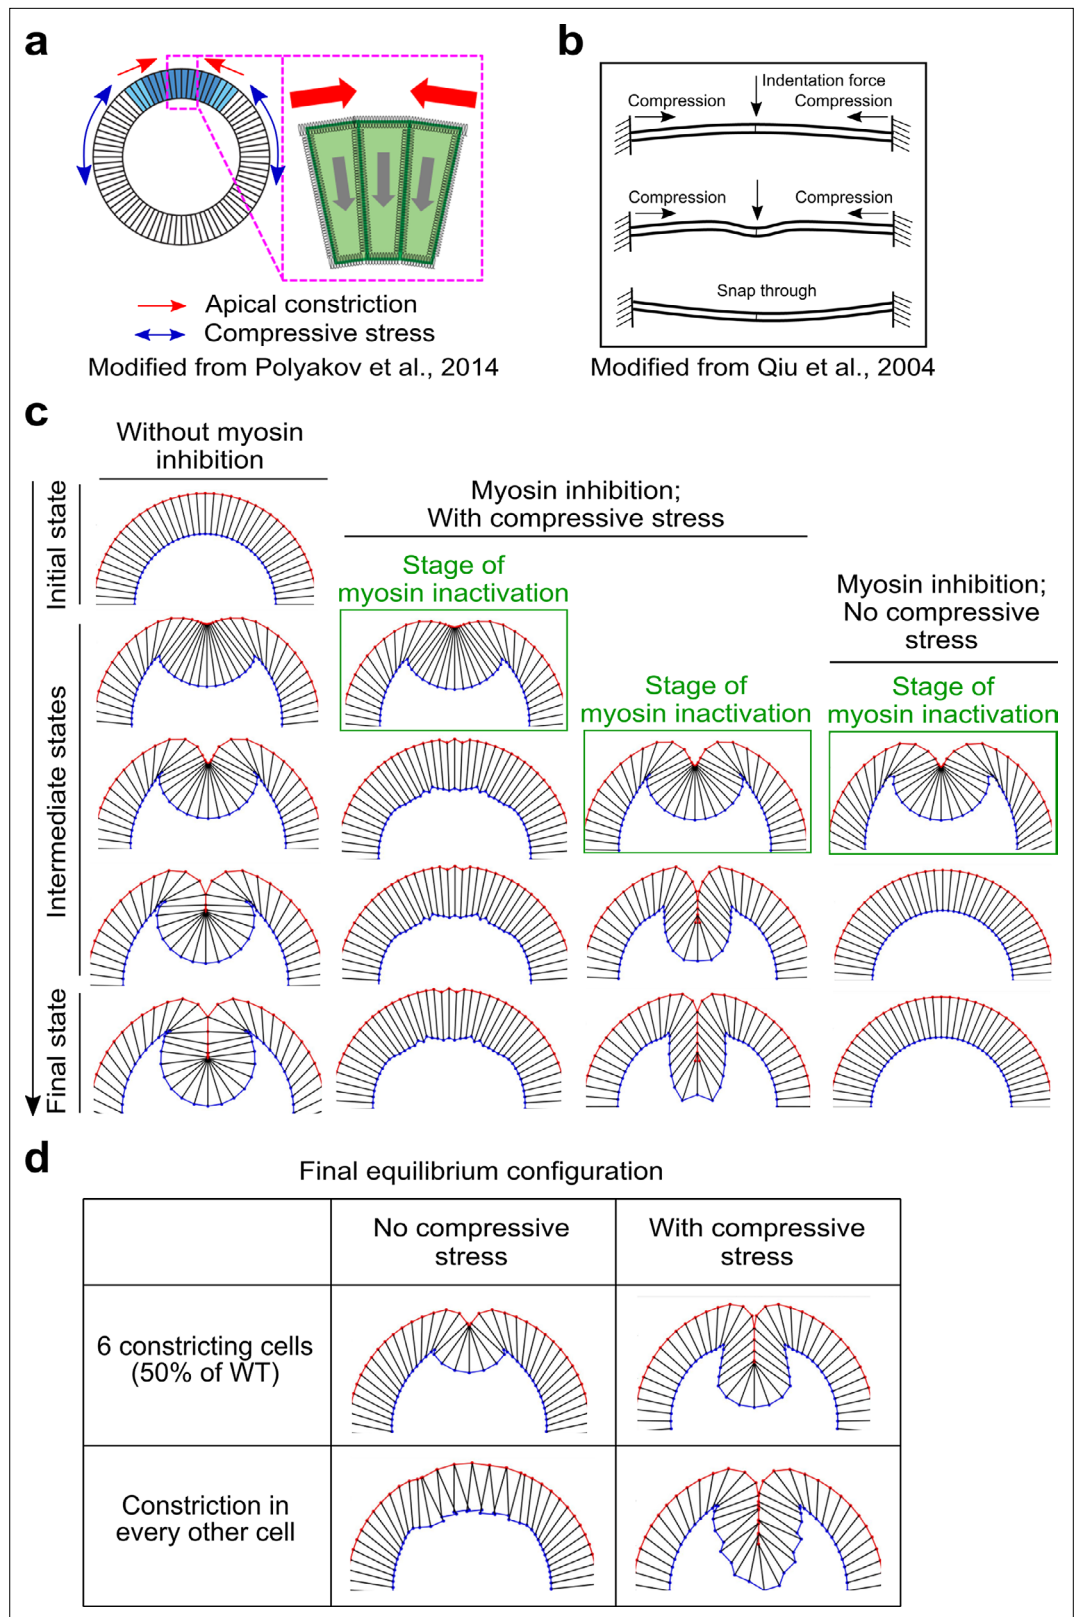 a
Apical constriction
Compressive stress
Modified from Polyakov et al., 2014
b
Indentation force
Compression
Compression
Compression
Compression
Snap through
Modified from Qiu et al., 2004
c
Without myosin
inhibition
Myosin inhibition;
With compressive stress
Myosin inhibition;
No compressive
stress
Stage of
myosin inactivation
Stage of
myosin inactivation
Stage of
myosin inactivation
Initial state
Intermediate states
Final state
d
Final equilibrium configuration
No compressive
stress
With compressive
stress
6 constricting cells
(50% of WT)
Constriction in
every other cell